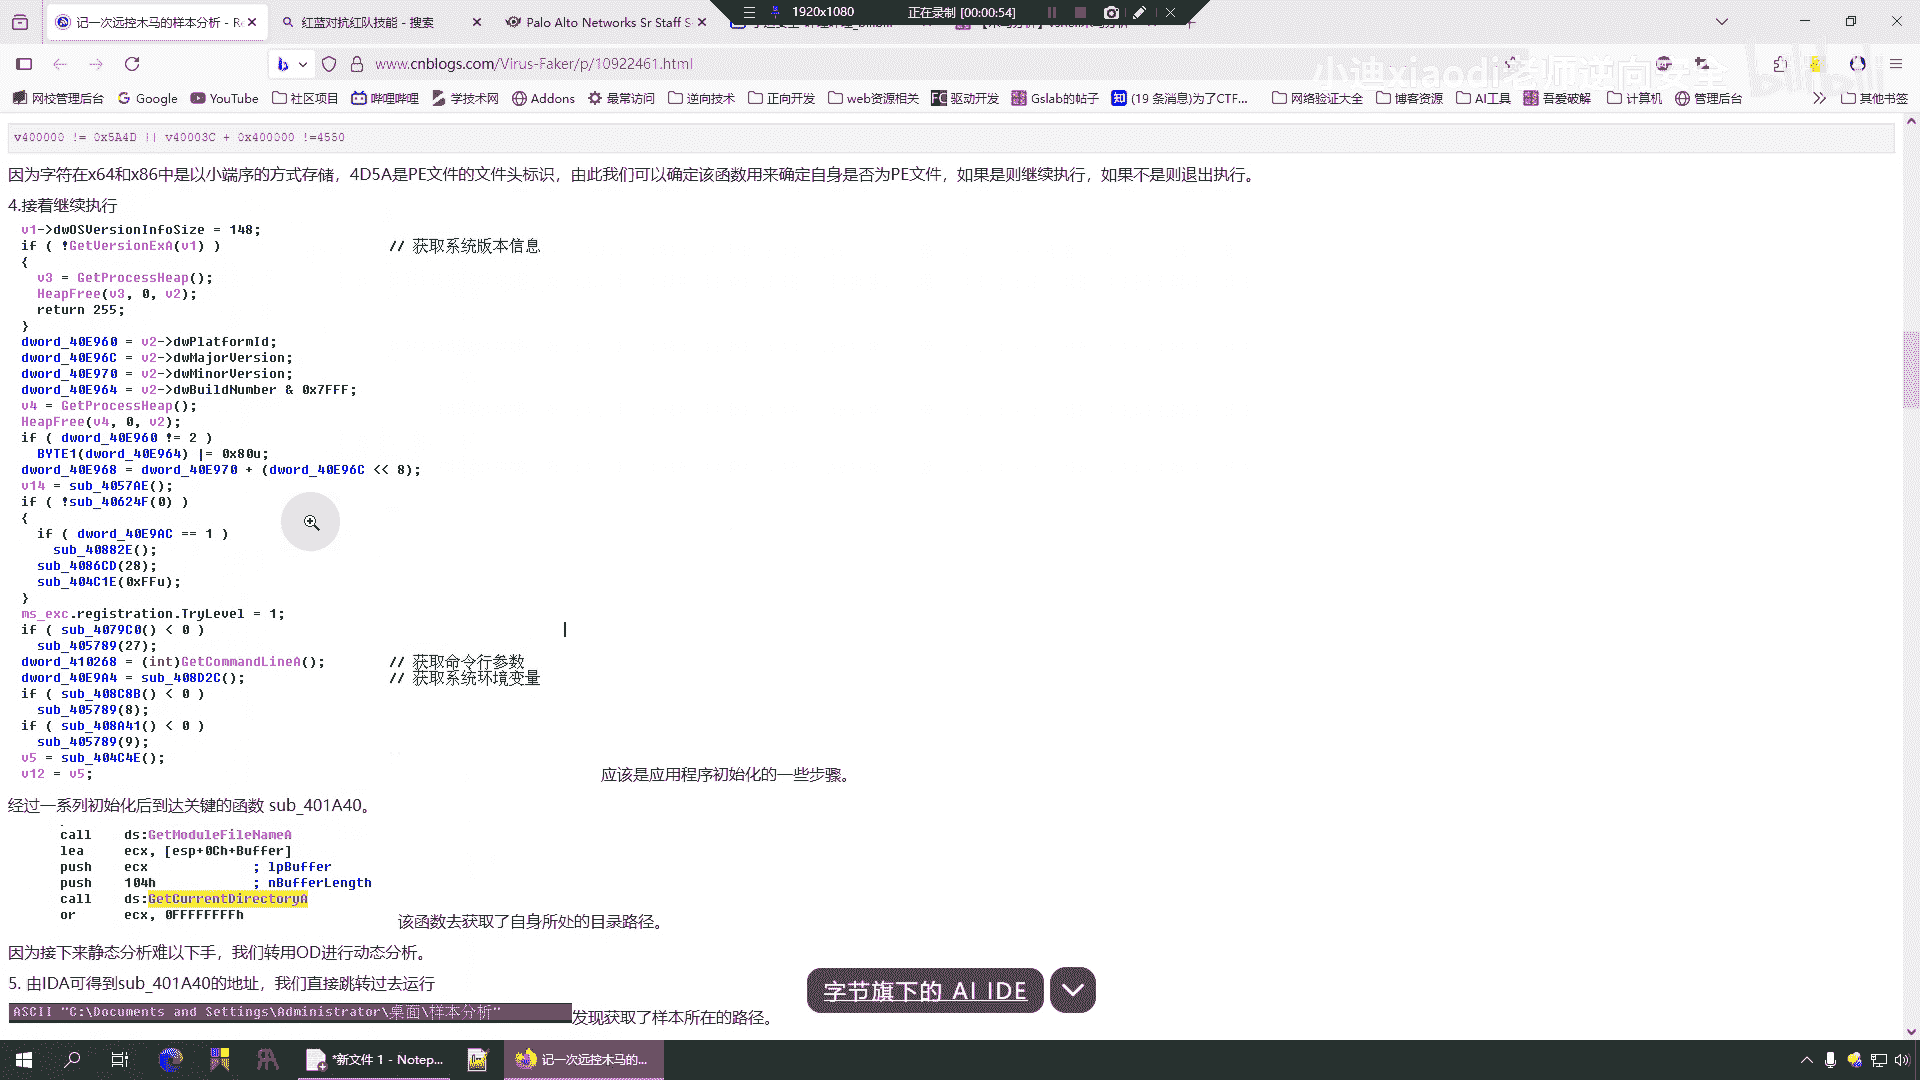 1920x1080
正在录制 [00:00:54]
记一次远控木马的样本分析 - Re
红蓝对抗红队技能 - 搜索
Palo Alto Networks Sr Staff S
www.cnblogs.com/Virus-Faker/p/10922461.html
小迪xiaodi老师逆向安全
bilibili
网校管理后台
Google
YouTube
社区项目
哔哩哔哩
学技术网
Addons
最常访问
逆向技术
正向开发
web资源相关
驱动开发
Gslab的帖子
(19 条消息)为了CTF...
网络验证大全
博客资源
AI工具
吾爱破解
计算机
管理后台
其他书签
v400000 != 0x5A4D || v40003C + 0x400000 !=4550
因为字符在x64和x86中是以小端序的方式存储，4D5A是PE文件的文件头标识，由此我们可以确定该函数用来确定自身是否为PE文件，如果是则继续执行，如果不是则退出执行。
4.接着继续执行
v1->dwOSVersionInfoSize = 148;
if ( !GetVersionExA(v1) ) // 获取系统版本信息
{
v3 = GetProcessHeap();
HeapFree(v3, 0, v2);
return 255;
}
dword_40E960 = v2->dwPlatformId;
dword_40E96C = v2->dwMajorVersion;
dword_40E970 = v2->dwMinorVersion;
dword_40E964 = v2->dwBuildNumber & 0x7FFF;
v4 = GetProcessHeap();
HeapFree(v4, 0, v2);
if ( dword_40E960 != 2 )
BYTE1(dword_40E964) |= 0x80u;
dword_40E968 = dword_40E970 + (dword_40E96C << 8);
v14 = sub_4057AE();
if ( !sub_40624F(0) )
{
if ( dword_40E9AC == 1 )
sub_40882E();
sub_4086CD(28);
sub_404C1E(0xFFu);
}
ms_exc.registration.TryLevel = 1;
if ( sub_4079C0() < 0 )
sub_405789(27);
dword_410268 = (int)GetCommandLineA(); // 获取命令行参数
dword_40E9A4 = sub_408D2C(); // 获取系统环境变量
if ( sub_408C8B() < 0 )
sub_405789(8);
if ( sub_408A41() < 0 )
sub_405789(9);
v5 = sub_404C4E();
v12 = v5;
应该是应用程序初始化的一些步骤。
经过一系列初始化后到达关键的函数 sub_401A40。
call ds:GetModuleFileNameA
lea ecx, [esp+0Ch+Buffer]
push ecx ; lpBuffer
push 104h ; nBufferLength
call ds:GetCurrentDirectoryA
or ecx, 0FFFFFFFFh
该函数去获取了自身所处的目录路径。
因为接下来静态分析难以下手，我们转用OD进行动态分析。
5. 由IDA可得到sub_401A40的地址，我们直接跳转过去运行
ASCII "C:\Documents and Settings\Administrator\桌面\样本分析"
发现获取了样本所在的路径。
字节旗下的 AI IDE
*新文件 1 - Notep...
记一次远控木马的...